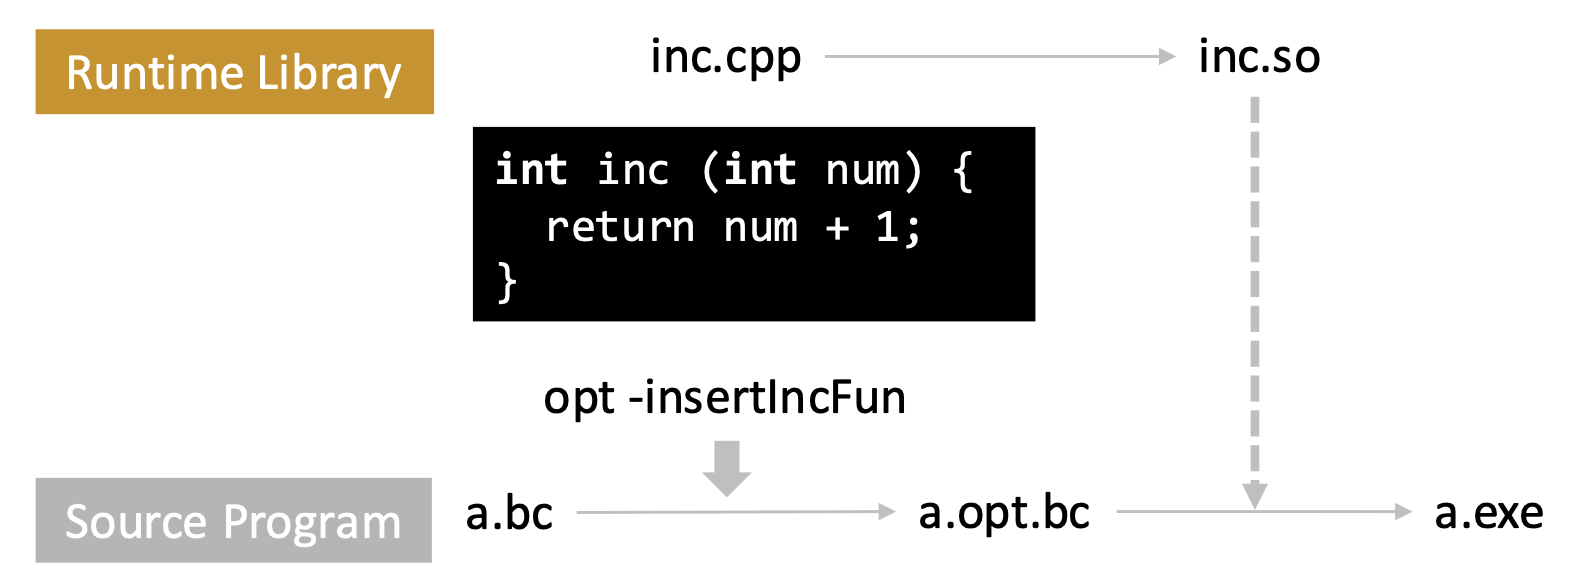 Runtime Library
inc.cpp
inc.so
int inc (int num) {
  return num + 1;
}
opt -insertIncFun
Source Program
a.bc
a.opt.bc
a.exe